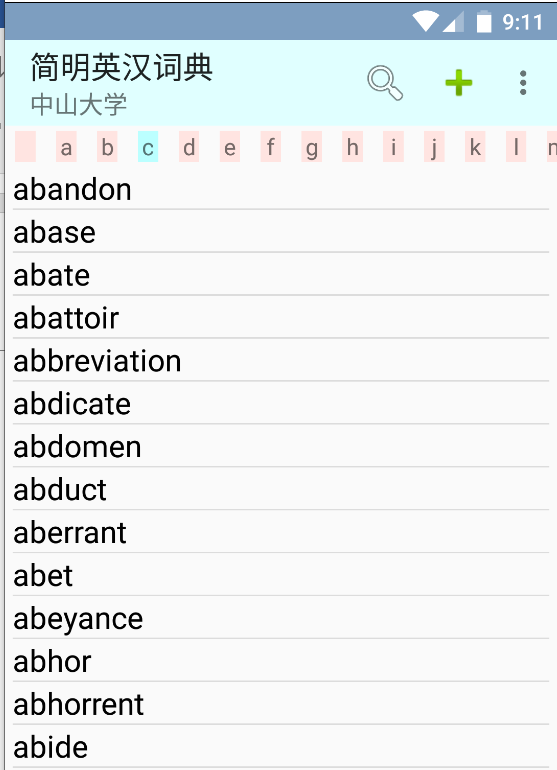 9:11
简明英汉词典
中山大学
a b c d e f g h i j k l
abandon
abase
abate
abattoir
abbreviation
abdicate
abdomen
abduct
aberrant
abet
abeyance
abhor
abhorrent
abide